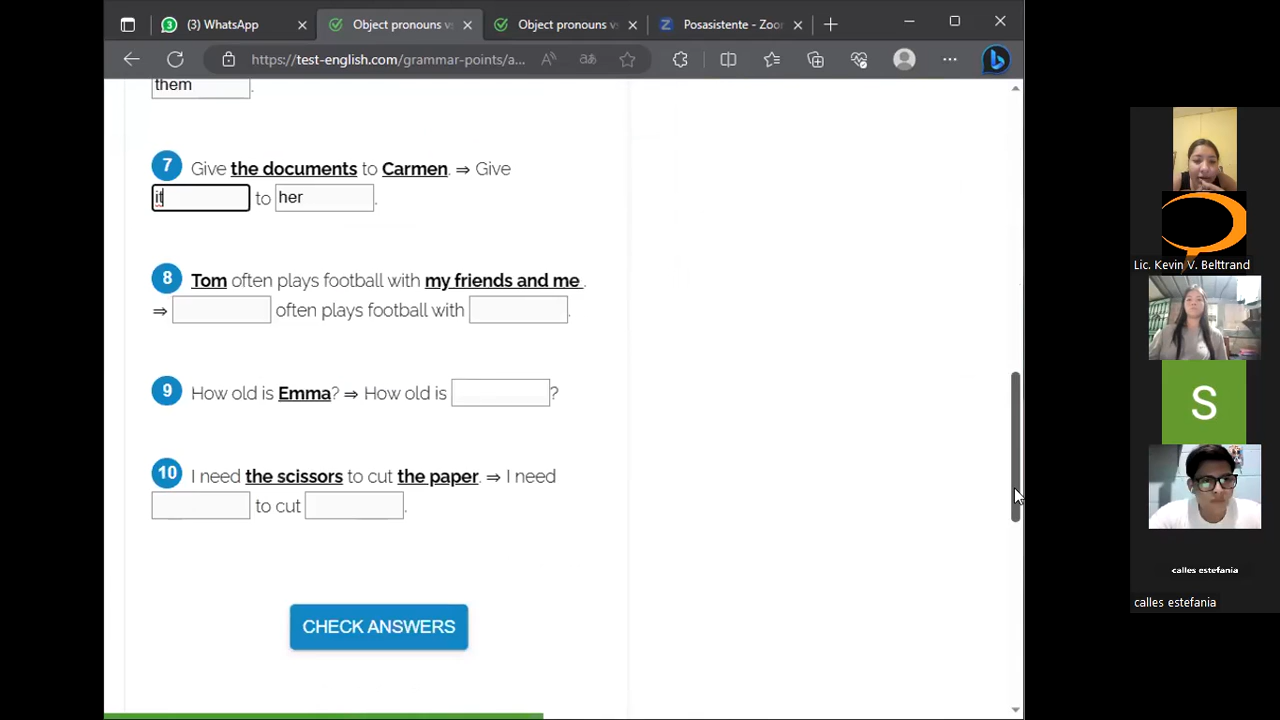 (3) WhatsApp
Object pronouns vs
Object pronouns vs
Posasistente - Zoom
https://test-english.com/grammar-points/a...
them
.
7 Give the documents to Carmen. ⇒ Give
it to her .
8 Tom often plays football with my friends and me .
⇒ often plays football with .
9 How old is Emma? ⇒ How old is ?
10 I need the scissors to cut the paper. ⇒ I need
to cut .
CHECK ANSWERS
Lic. Kevin V. Belttrand
S
calles estefania
calles estefania